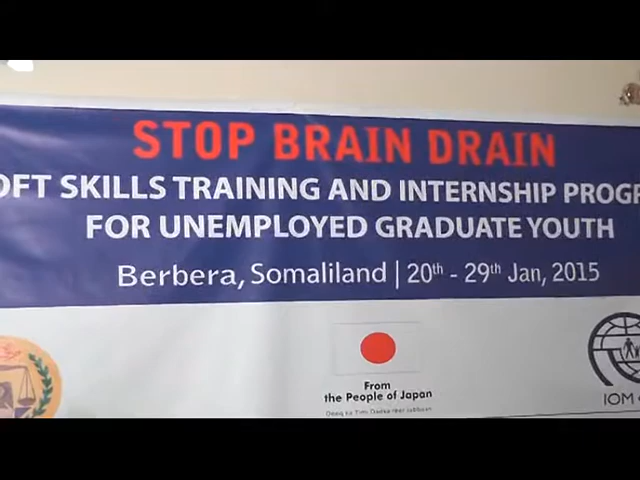 STOP BRAIN DRAIN
OFT SKILLS TRAINING AND INTERNSHIP PROGR
FOR UNEMPLOYED GRADUATE YOUTH
Berbera, Somaliland | 20th - 29th Jan, 2015
From
the People of Japan
IOM